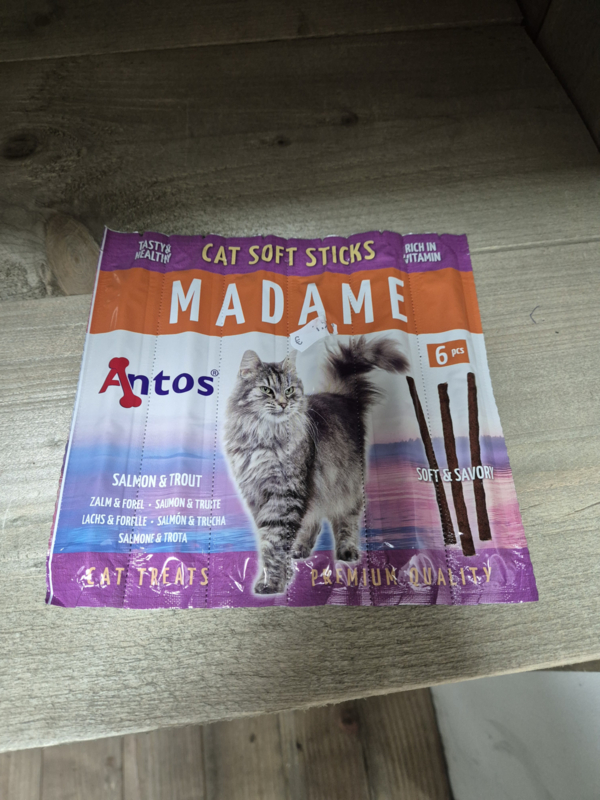 TASTY &
HEALTHY
CAT SOFT STICKS
RICH IN
VITAMIN
MADAME
€
6 pcs
Antos®
SOFT & SAVORY
SALMON & TROUT
ZALM & FOREL • SAUMON & TRUITE
LACHS & FORELLE • SALMÓN & TRUCHA
SALMONE & TROTA
CAT TREATS
PREMIUM QUALITY